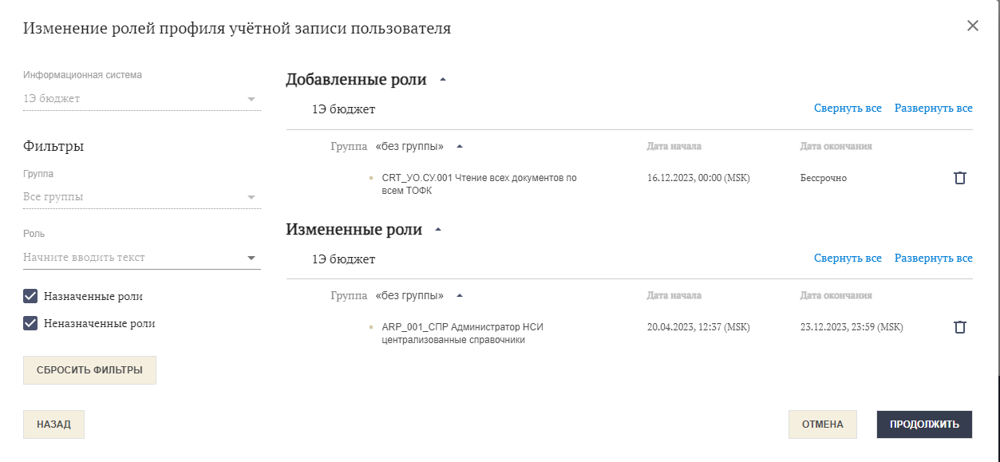 Изменение ролей профиля учётной записи пользователя
Информационная система
1Э бюджет
Фильтры
Группа
Все группы
Роль
Начните вводить текст
Назначенные роли
Неназначенные роли
СБРОСИТЬ ФИЛЬТРЫ
Добавленные роли
1Э бюджет
Свернуть все Развернуть все
Группа «без группы» Дата начала Дата окончания
CRT_УО.СУ.001 Чтение всех документов по
всем ТОФК
16.12.2023, 00:00 (MSK) Бессрочно
Измененные роли
1Э бюджет
Свернуть все Развернуть все
Группа «без группы» Дата начала Дата окончания
ARP_001_СПР Администратор НСИ
централизованные справочники
20.04.2023, 12:37 (MSK) 23.12.2023, 23:59 (MSK)
НАЗАД ОТМЕНА ПРОДОЛЖИТЬ